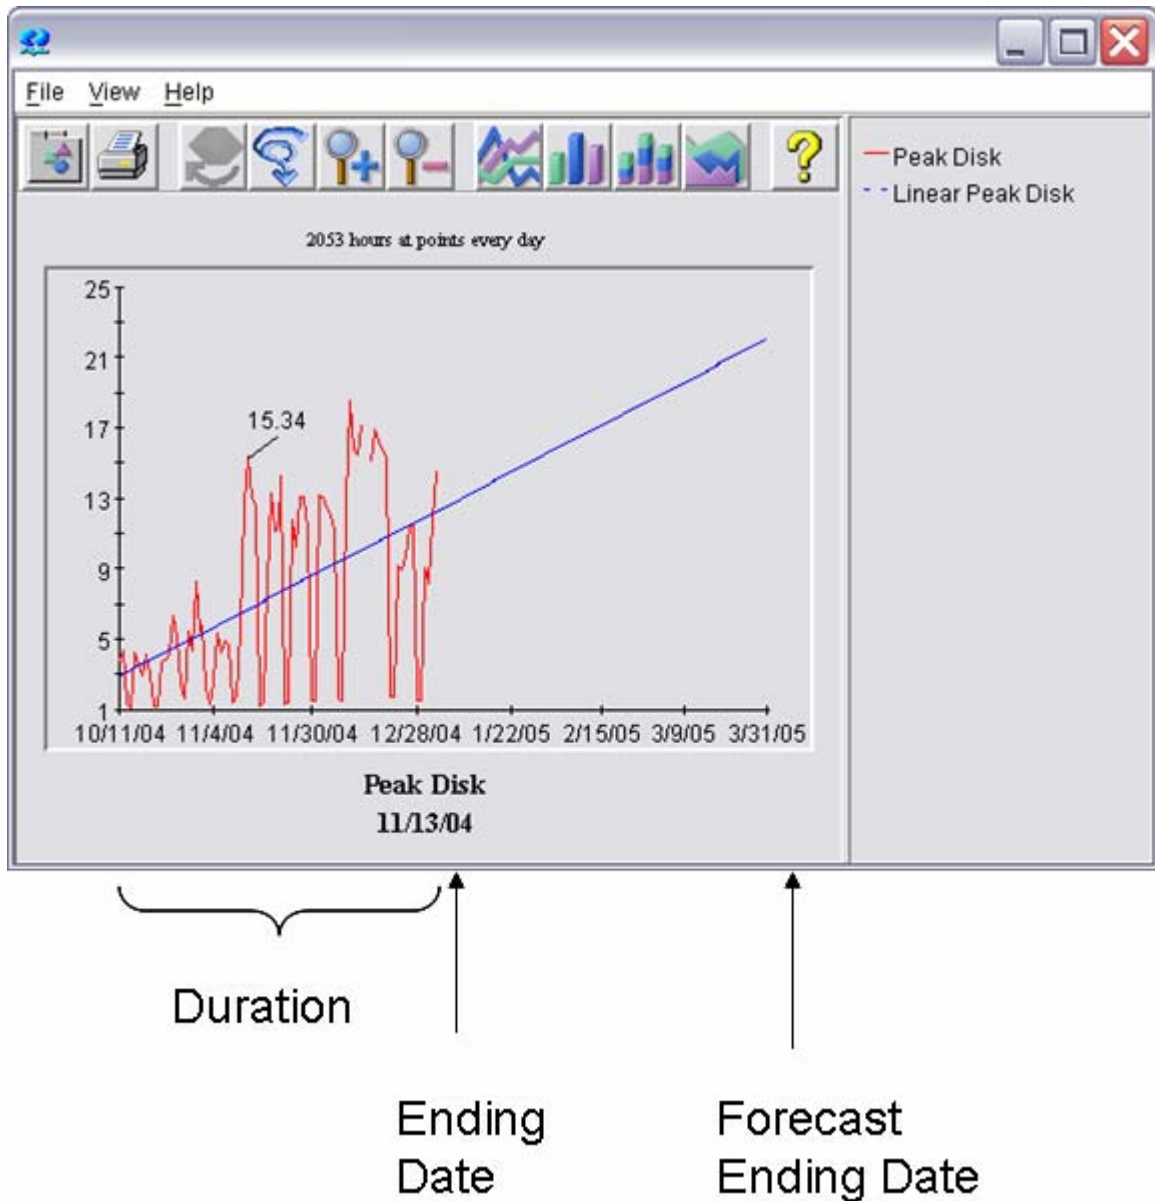 File View Help
Peak Disk
Linear Peak Disk
2053 hours at points every day
25
21
17
13
9
5
1
15.34
10/11/04 11/4/04 11/30/04 12/28/04 1/22/05 2/15/05 3/9/05 3/31/05
Peak Disk
11/13/04
Duration
Ending
Date
Forecast
Ending Date